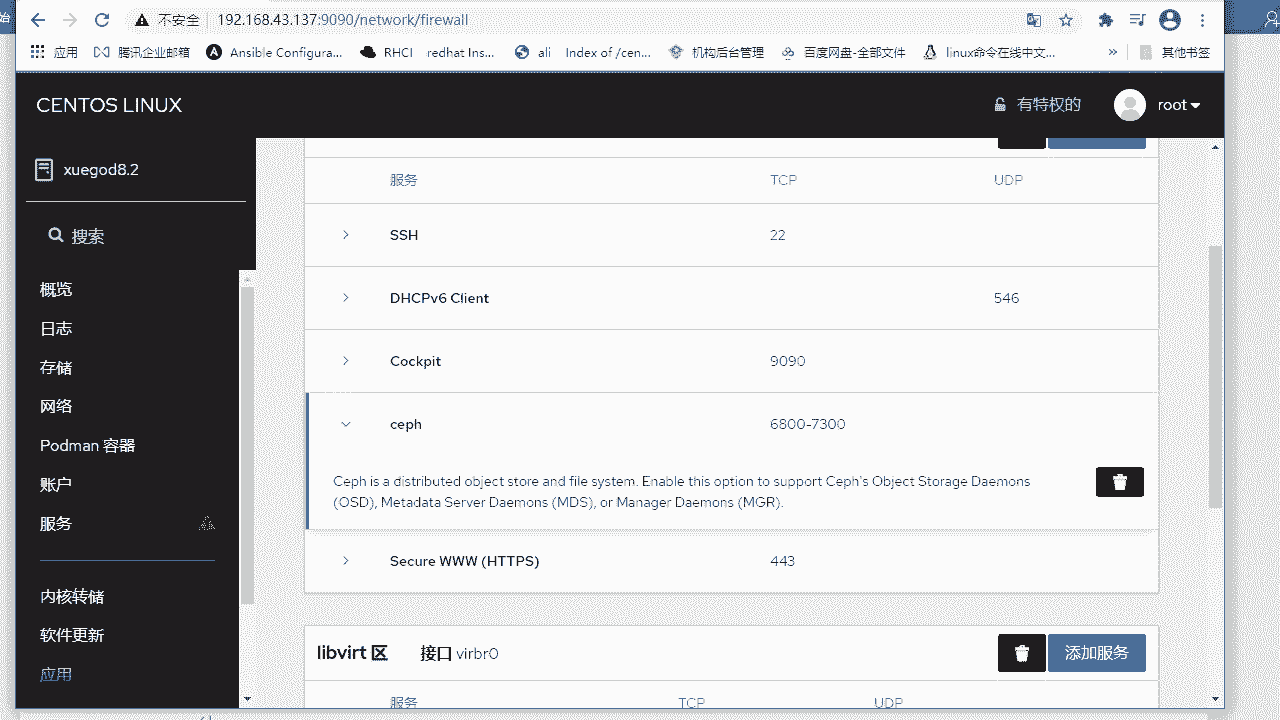 不安全 192.168.43.137:9090/network/firewall
应用 腾讯企业邮箱 Ansible Configura... RHCI redhat Ins... ali Index of /cen... 机构后台管理 百度网盘-全部文件 linux命令在线中文... » 其他书签
CENTOS LINUX 有特权的 root
xuegod8.2
搜索
概览
日志
存储
网络
Podman 容器
账户
服务
内核转储
软件更新
应用
服务 TCP UDP
SSH 22
DHCPv6 Client 546
Cockpit 9090
ceph 6800-7300
Ceph is a distributed object store and file system. Enable this option to support Ceph's Object Storage Daemons
(OSD), Metadata Server Daemons (MDS), or Manager Daemons (MGR).
Secure WWW (HTTPS) 443
libvirt 区 接口 virbr0 添加服务
服务 TCP UDP